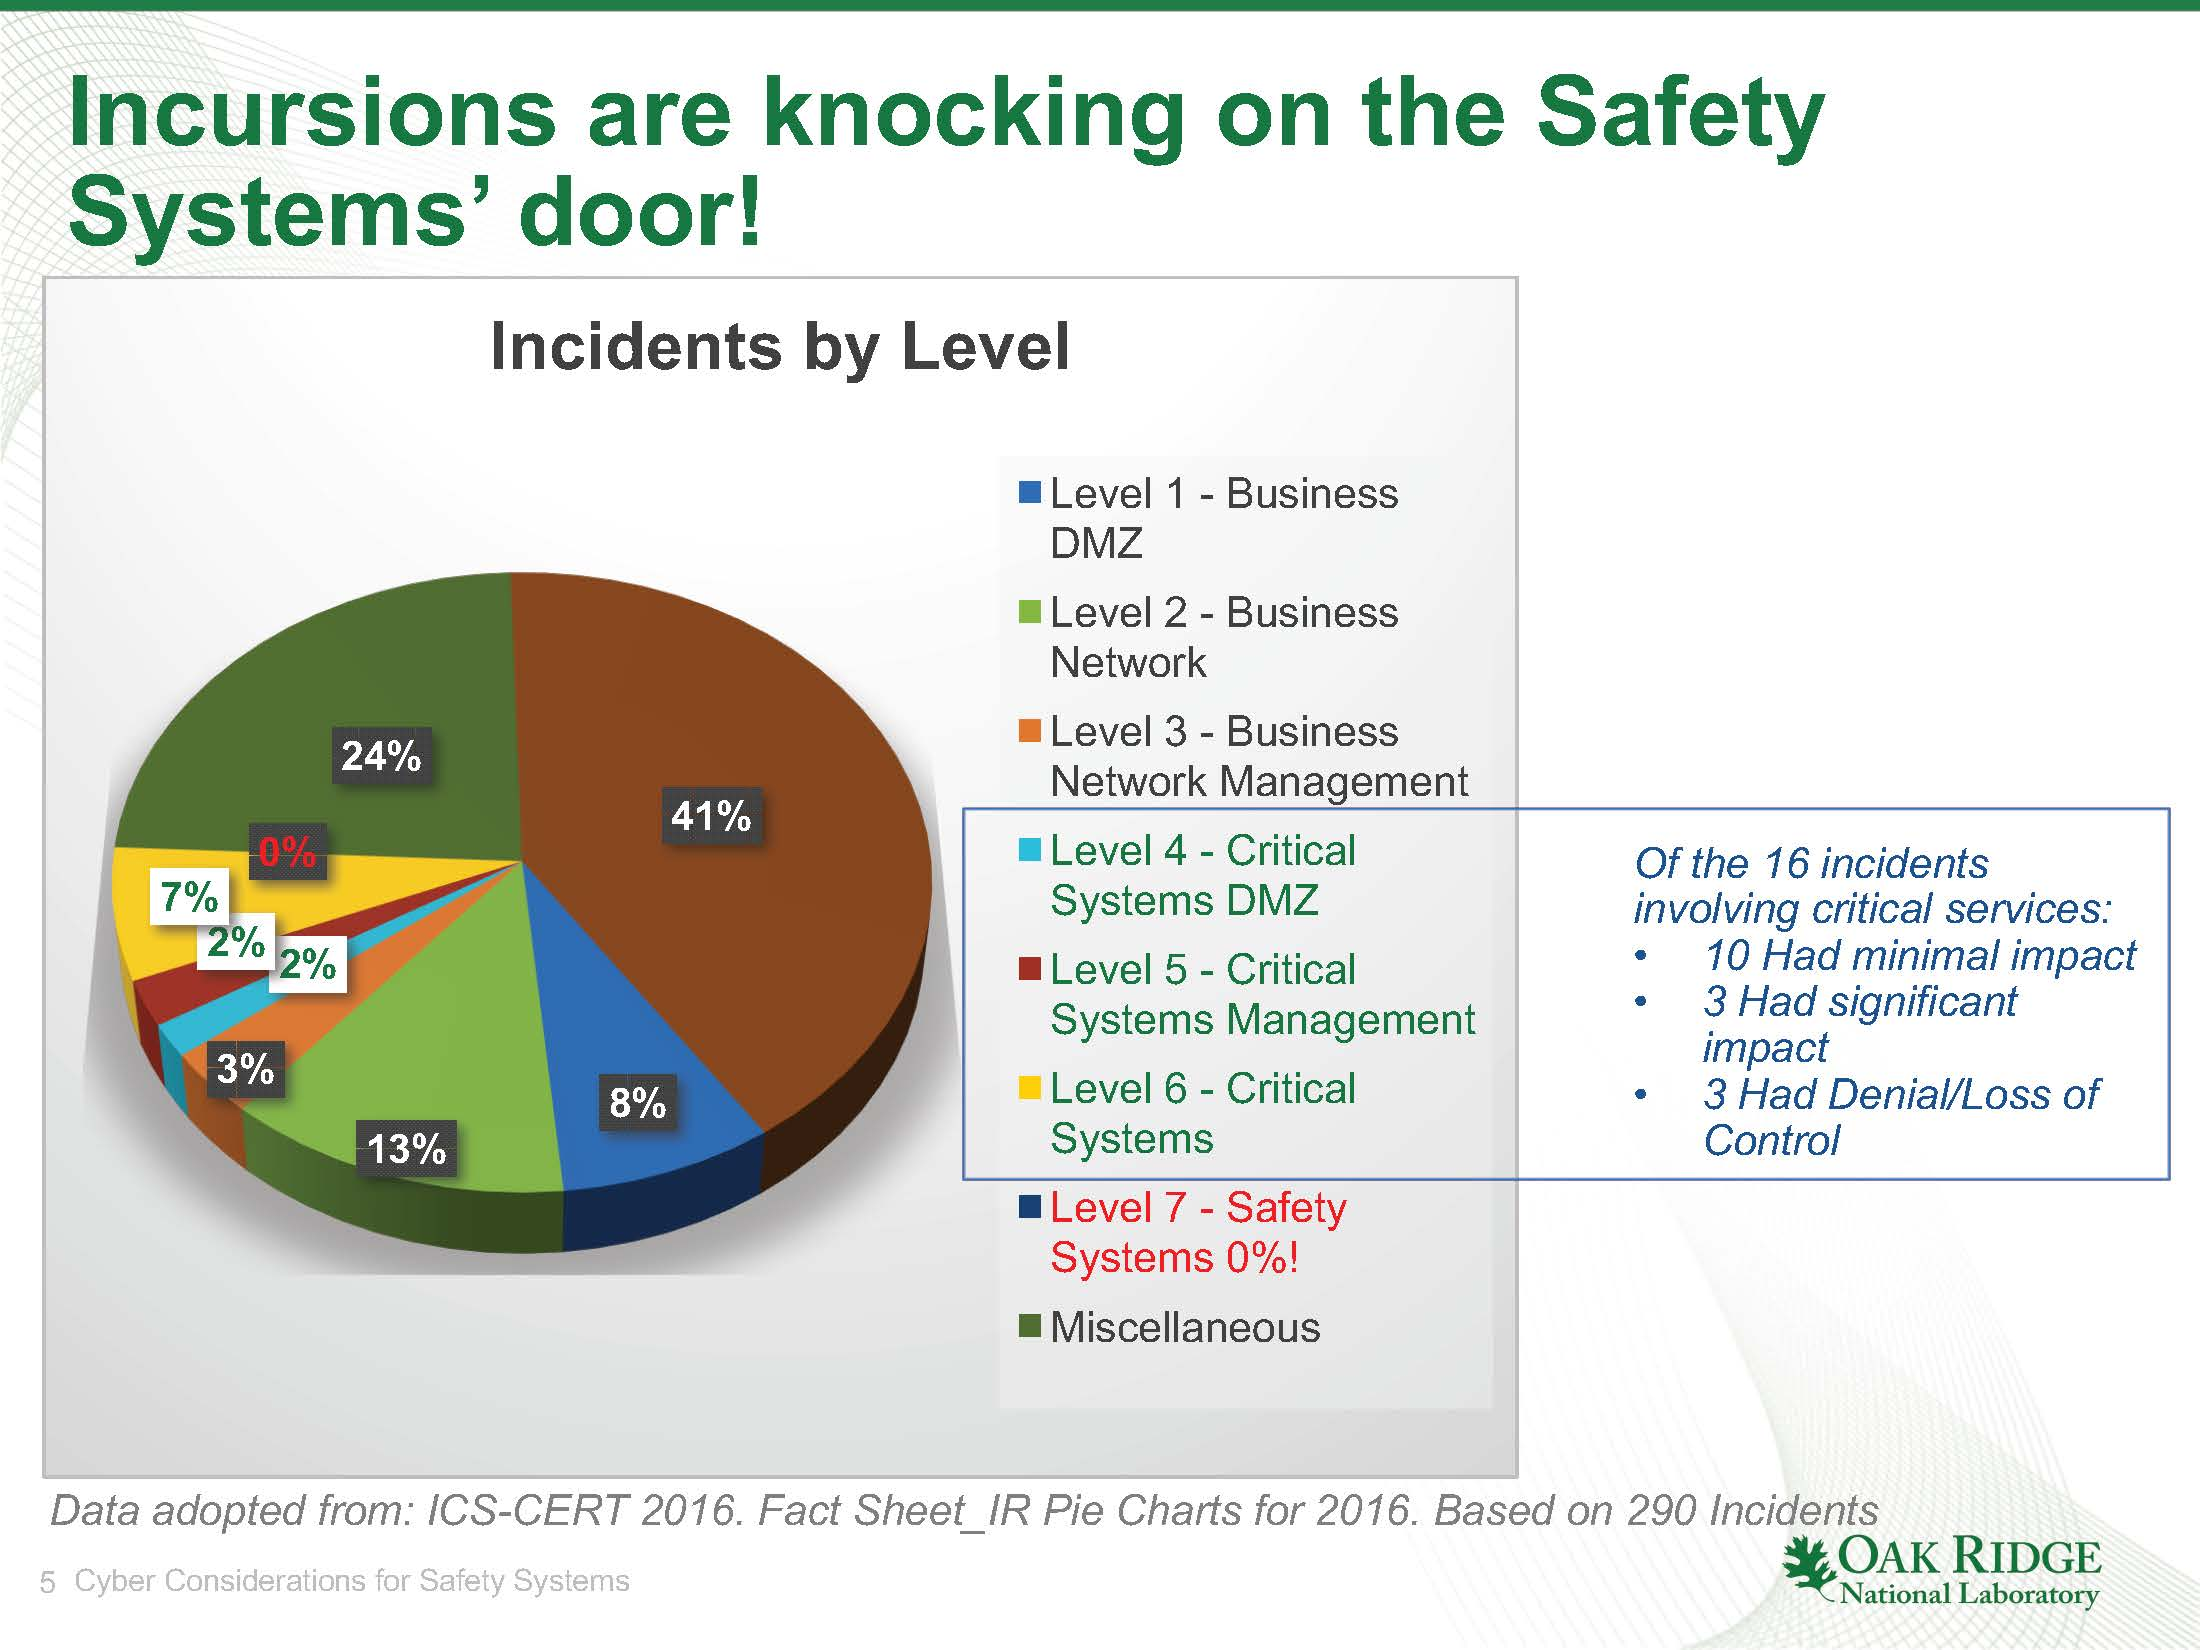 Incursions are knocking on the Safety
Systems’ door!
Incidents by Level
24%
41%
0%
7%
2%
2%
3%
13%
8%
Level 1 - Business
DMZ
Level 2 - Business
Network
Level 3 - Business
Network Management
Level 4 - Critical
Systems DMZ
Level 5 - Critical
Systems Management
Level 6 - Critical
Systems
Level 7 - Safety
Systems 0%!
Miscellaneous
Of the 16 incidents
involving critical services:
• 10 Had minimal impact
• 3 Had significant
impact
• 3 Had Denial/Loss of
Control
Data adopted from: ICS-CERT 2016. Fact Sheet_IR Pie Charts for 2016. Based on 290 Incidents
5 Cyber Considerations for Safety Systems
OAK RIDGE
National Laboratory